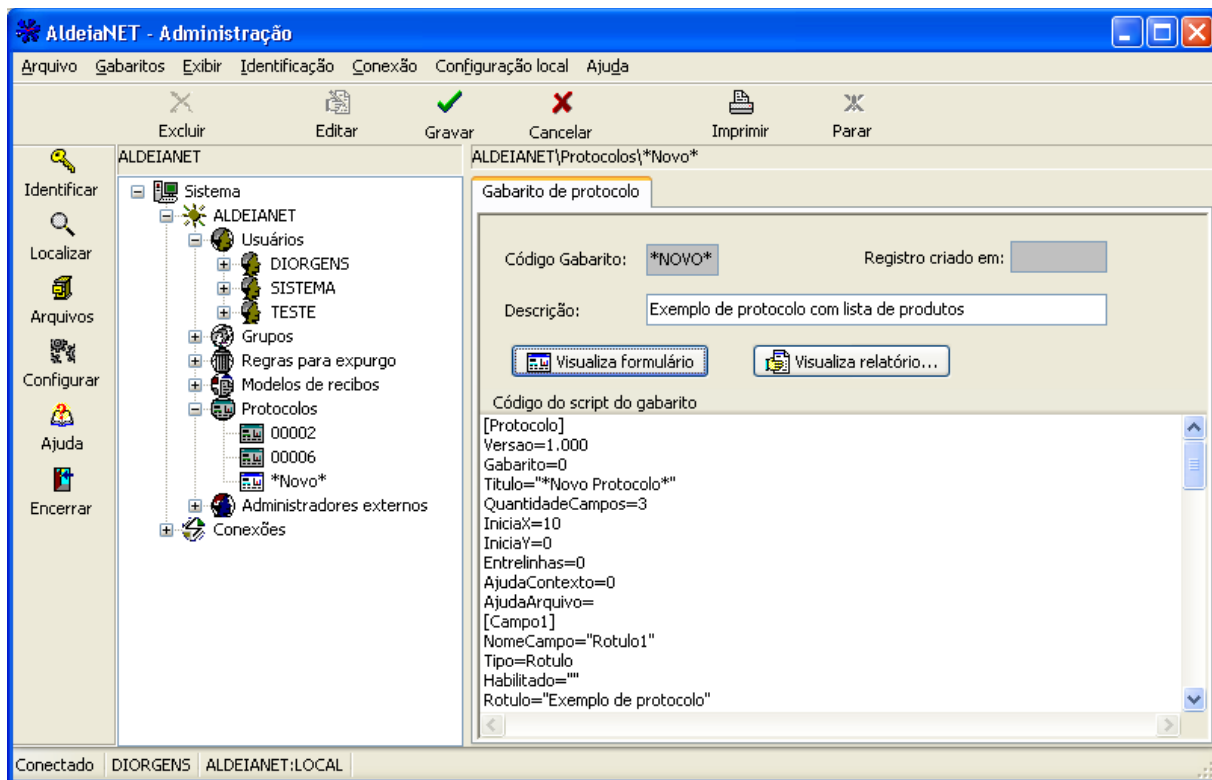 AldeiaNET - Administração
Arquivo Gabaritos Exibir Identificação Conexão Configuração local Ajuda
Excluir Editar Gravar Cancelar Imprimir Parar
Identificar
Localizar
Arquivos
Configurar
Ajuda
Encerrar
ALDEIANET
Sistema
ALDEIANET
Usuários
DIORGENS
SISTEMA
TESTE
Grupos
Regras para expurgo
Modelos de recibos
Protocolos
00002
00006
*Novo*
Administradores externos
Conexões
ALDEIANET\Protocolos\*Novo*
Gabarito de protocolo
Código Gabarito: *NOVO* Registro criado em:
Descrição: Exemplo de protocolo com lista de produtos
Visualiza formulário Visualiza relatório...
Código do script do gabarito
[Protocolo]
Versao=1.000
Gabarito=0
Titulo="*Novo Protocolo*"
QuantidadeCampos=3
IniciaX=10
IniciaY=0
Entrelinhas=0
AjudaContexto=0
AjudaArquivo=
[Campo1]
NomeCampo="Rotulo1"
Tipo=Rotulo
Habilitado=""
Rotulo="Exemplo de protocolo"
Conectado DIORGENS ALDEIANET:LOCAL